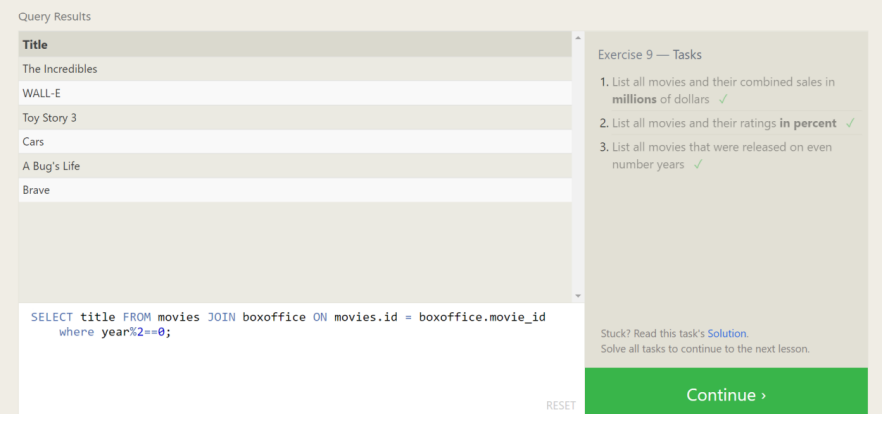 Query Results
Title
The Incredibles
WALL-E
Toy Story 3
Cars
A Bug's Life
Brave
SELECT title FROM movies JOIN boxoffice ON movies.id = boxoffice.movie_id
where year%2==0;
RESET
Exercise 9 — Tasks
1. List all movies and their combined sales in
millions of dollars ✓
2. List all movies and their ratings in percent ✓
3. List all movies that were released on even
number years ✓
Stuck? Read this task's Solution.
Solve all tasks to continue to the next lesson.
Continue ›